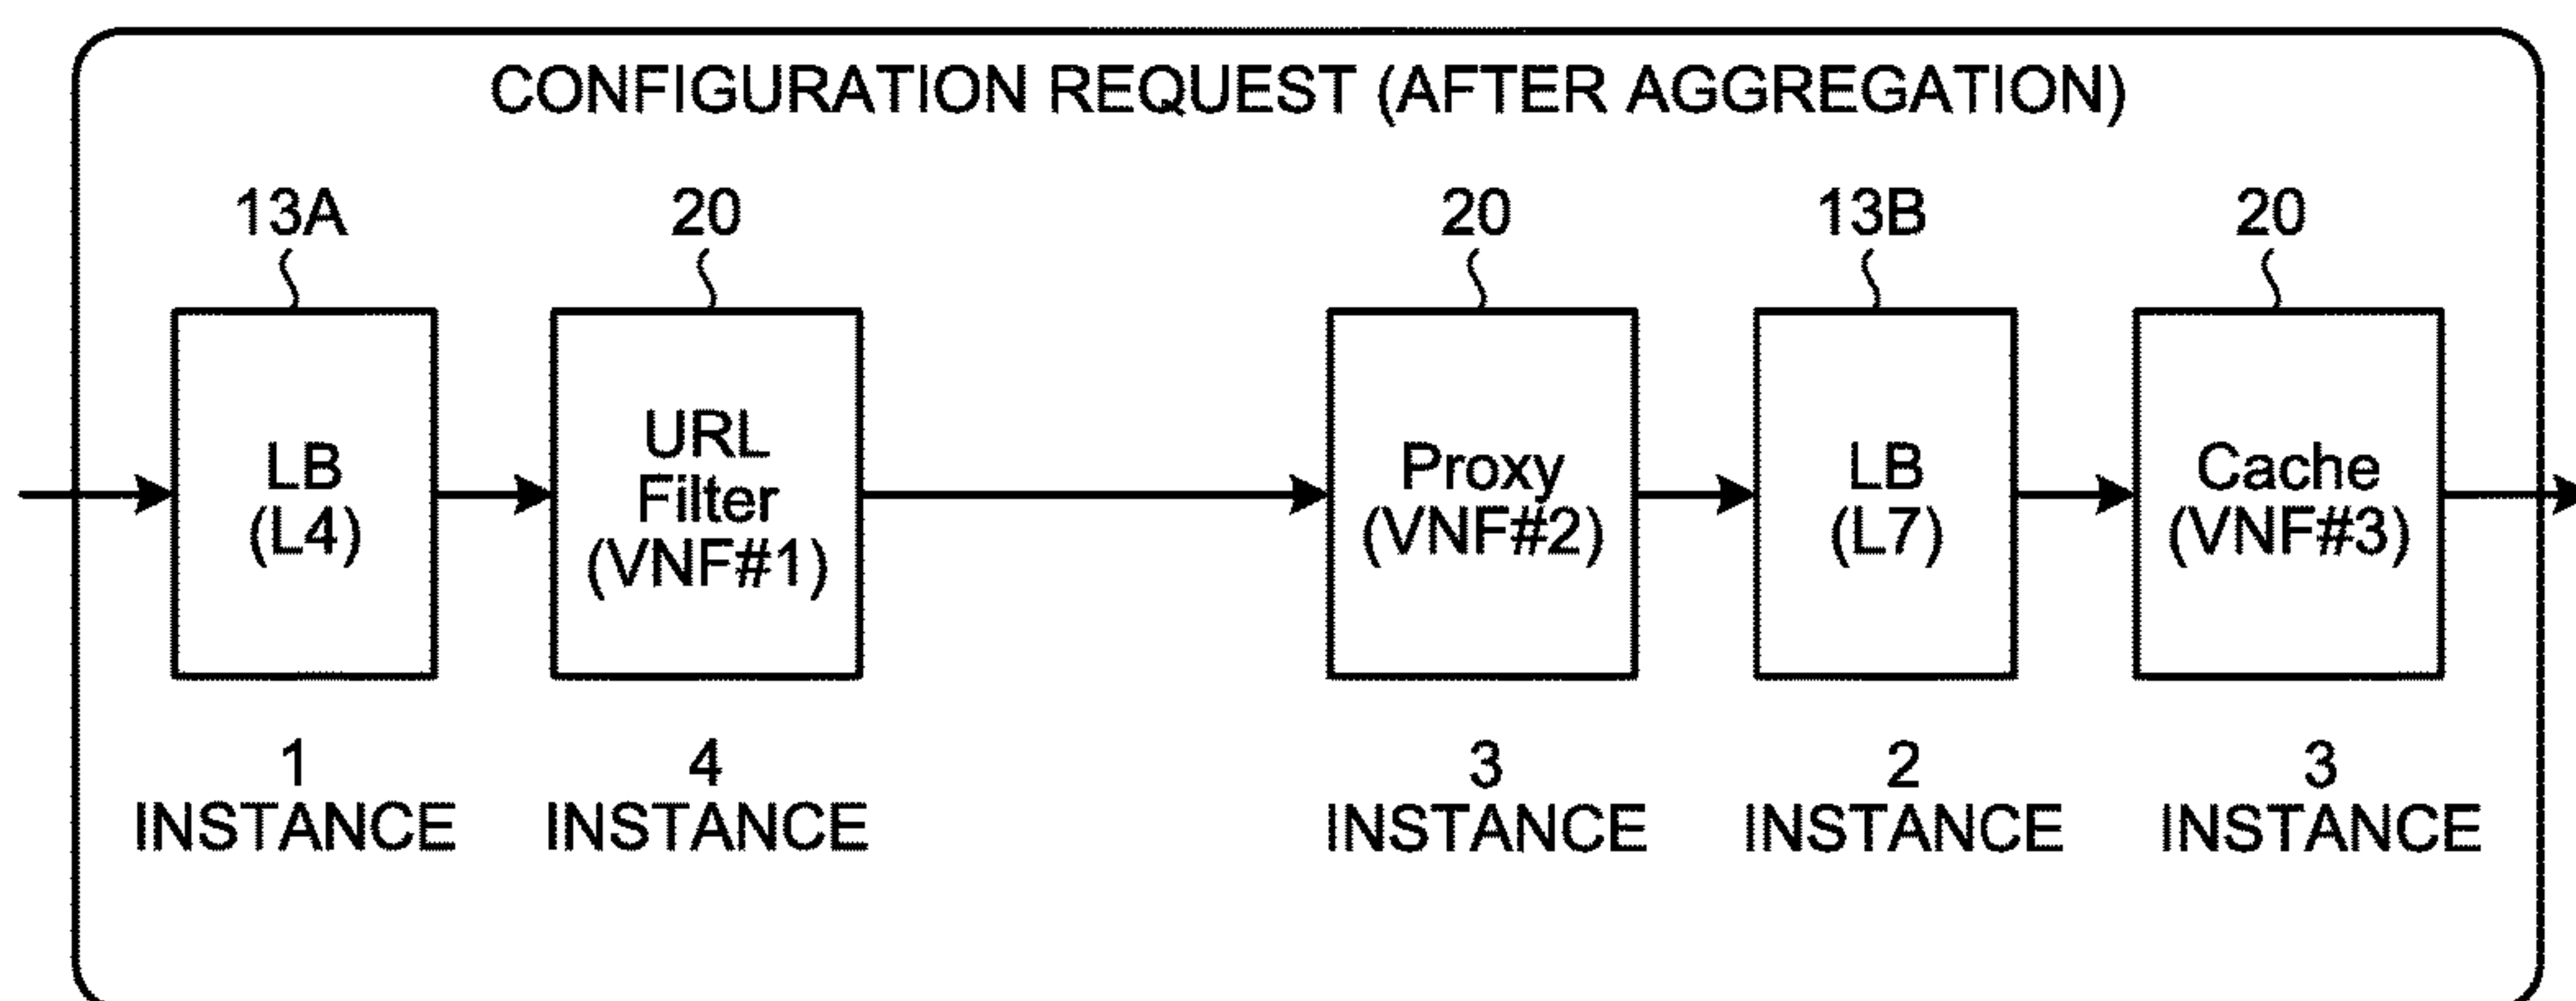 CONFIGURATION REQUEST (AFTER AGGREGATION)
13A
20
20
13B
20
LB
(L4)
URL
Filter
(VNF#1)
Proxy
(VNF#2)
LB
(L7)
Cache
(VNF#3)
1
INSTANCE
4
INSTANCE
3
INSTANCE
2
INSTANCE
3
INSTANCE